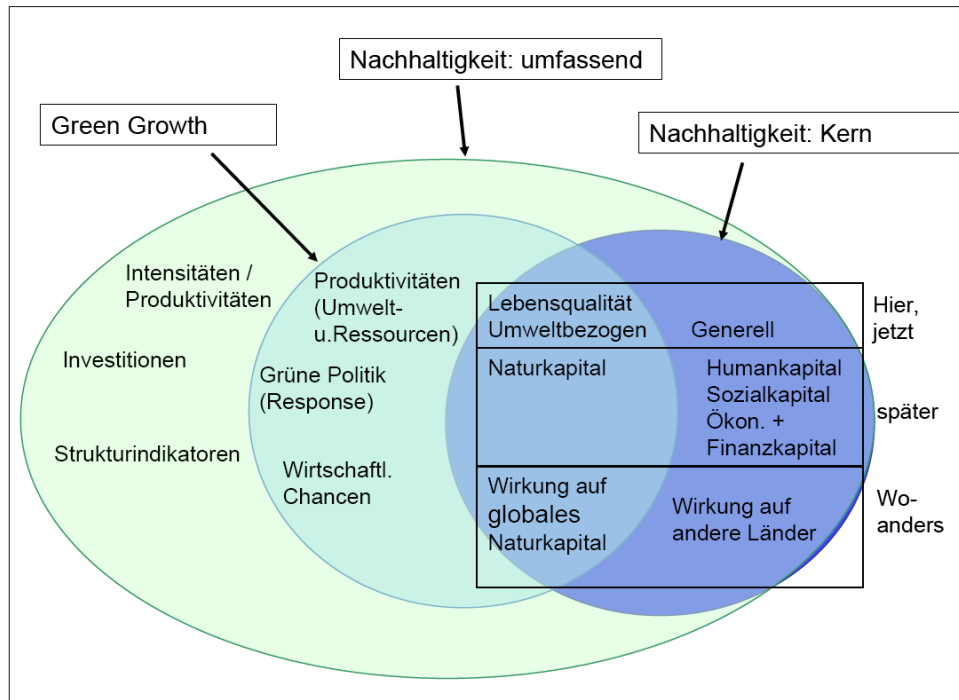 Nachhaltigkeit: umfassend
Green Growth
Nachhaltigkeit: Kern
Intensitäten /
Produktivitäten
Investitionen
Strukturindikatoren
Produktivitäten
(Umwelt-
u.Ressourcen)
Grüne Politik
(Response)
Wirtschaftl.
Chancen
Lebensqualität
Umweltbezogen
Generell
Hier,
jetzt
Naturkapital
Humankapital
Sozialkapital
Ökon. +
Finanzkapital
später
Wirkung auf
globales
Naturkapital
Wirkung auf
andere Länder
Wo-
anders